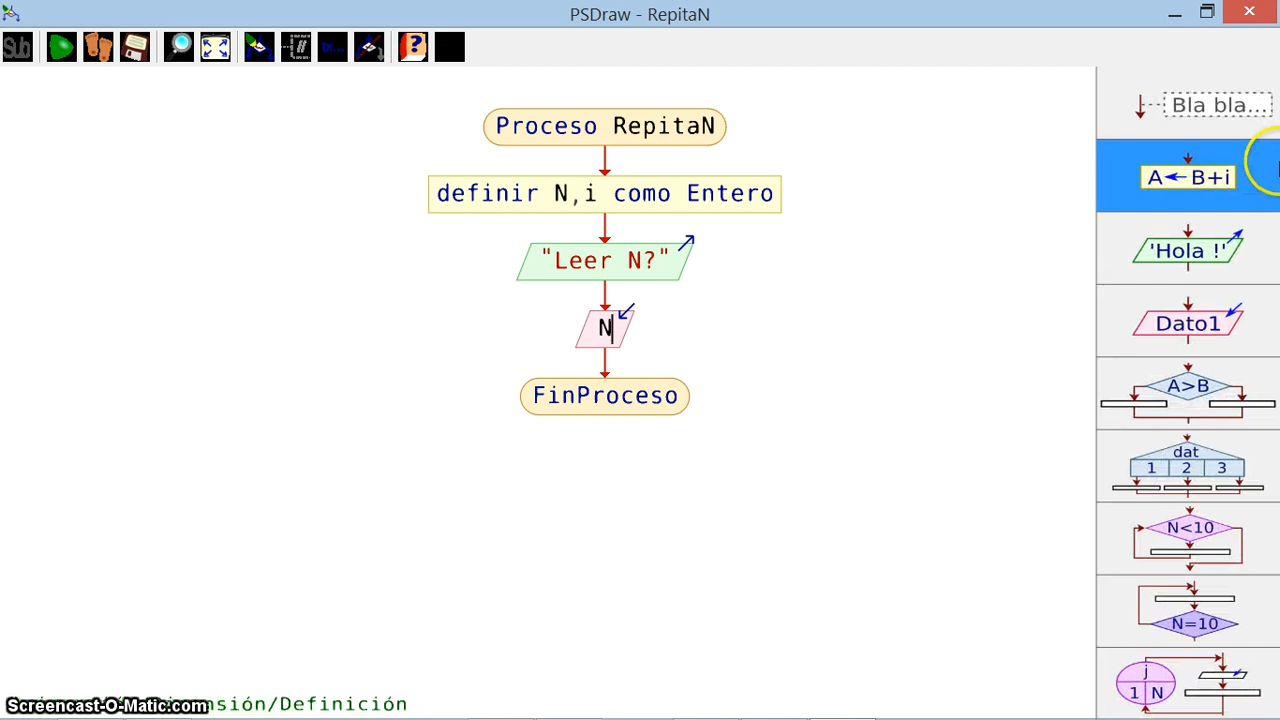 PSDraw - RepitaN
Sub
Proceso RepitaN
definir N,i como Entero
"Leer N?"
N
FinProceso
Bla bla...
A B+i
'Hola !'
Dato1
A>B
dat
1 2 3
N<10
N=10
j
1 N
Screencast-O-Matic.com
nsión/Definición